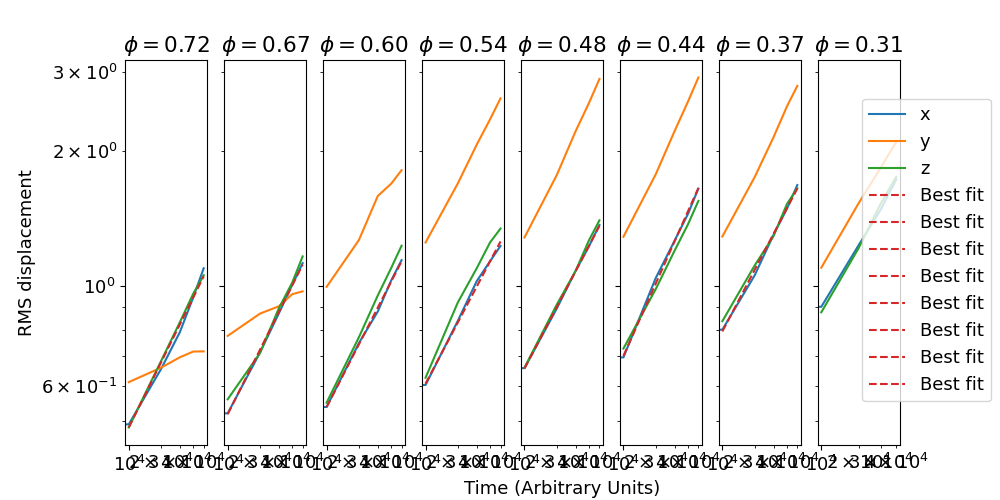 ϕ = 0.72 ϕ = 0.67 ϕ = 0.60 ϕ = 0.54 ϕ = 0.48 ϕ = 0.44 ϕ = 0.37 ϕ = 0.31
3 × 10⁰
2 × 10⁰
10⁰
6 × 10⁻¹
RMS displacement
x
y
z
Best fit
Best fit
Best fit
Best fit
Best fit
Best fit
Best fit
Best fit
Time (Arbitrary Units)